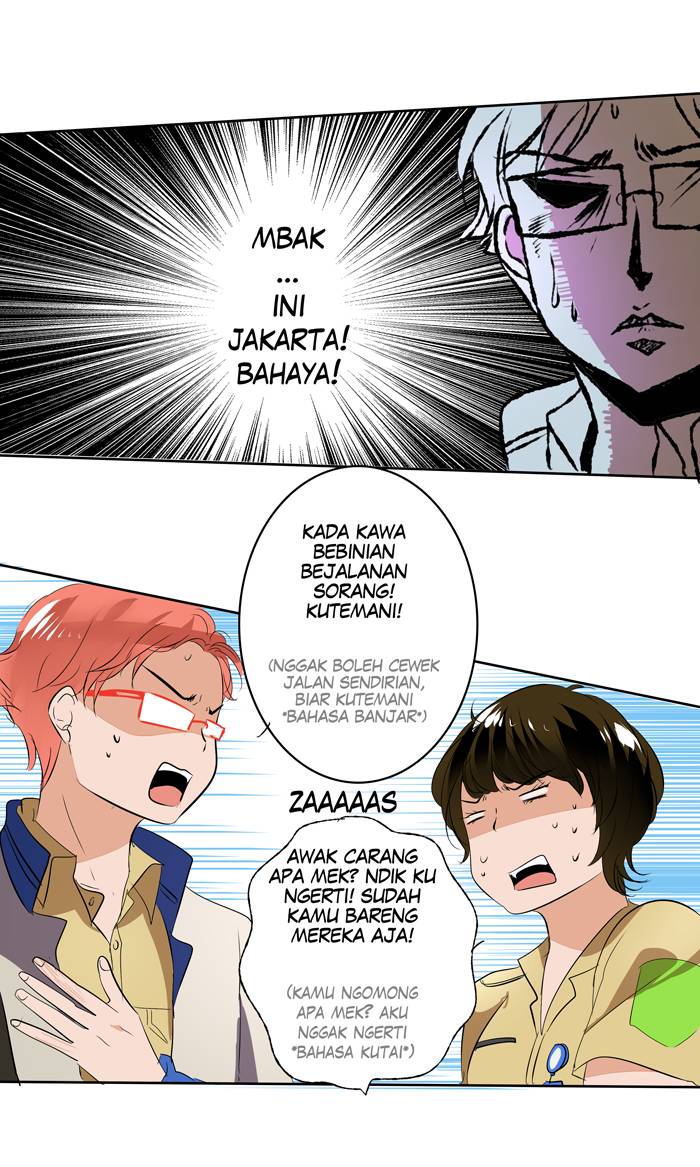 MBAK
...
INI
JAKARTA!
BAHAYA!
KADA KAWA
BEBINIAN
BEJALANAN
SORANG!
KUTEMANI!
(NGGAK BOLEH CEWEK
JALAN SENDIRIAN,
BIAR KUTEMANI
*BAHASA BANJAR*)
ZAAAAAS
AWAK CARANG
APA MEK? NDIK KU
NGERTI! SUDAH
KAMU BARENG
MEREKA AJA!
(KAMU NGOMONG
APA MEK? AKU
NGGAK NGERTI
*BAHASA KUTAI*)